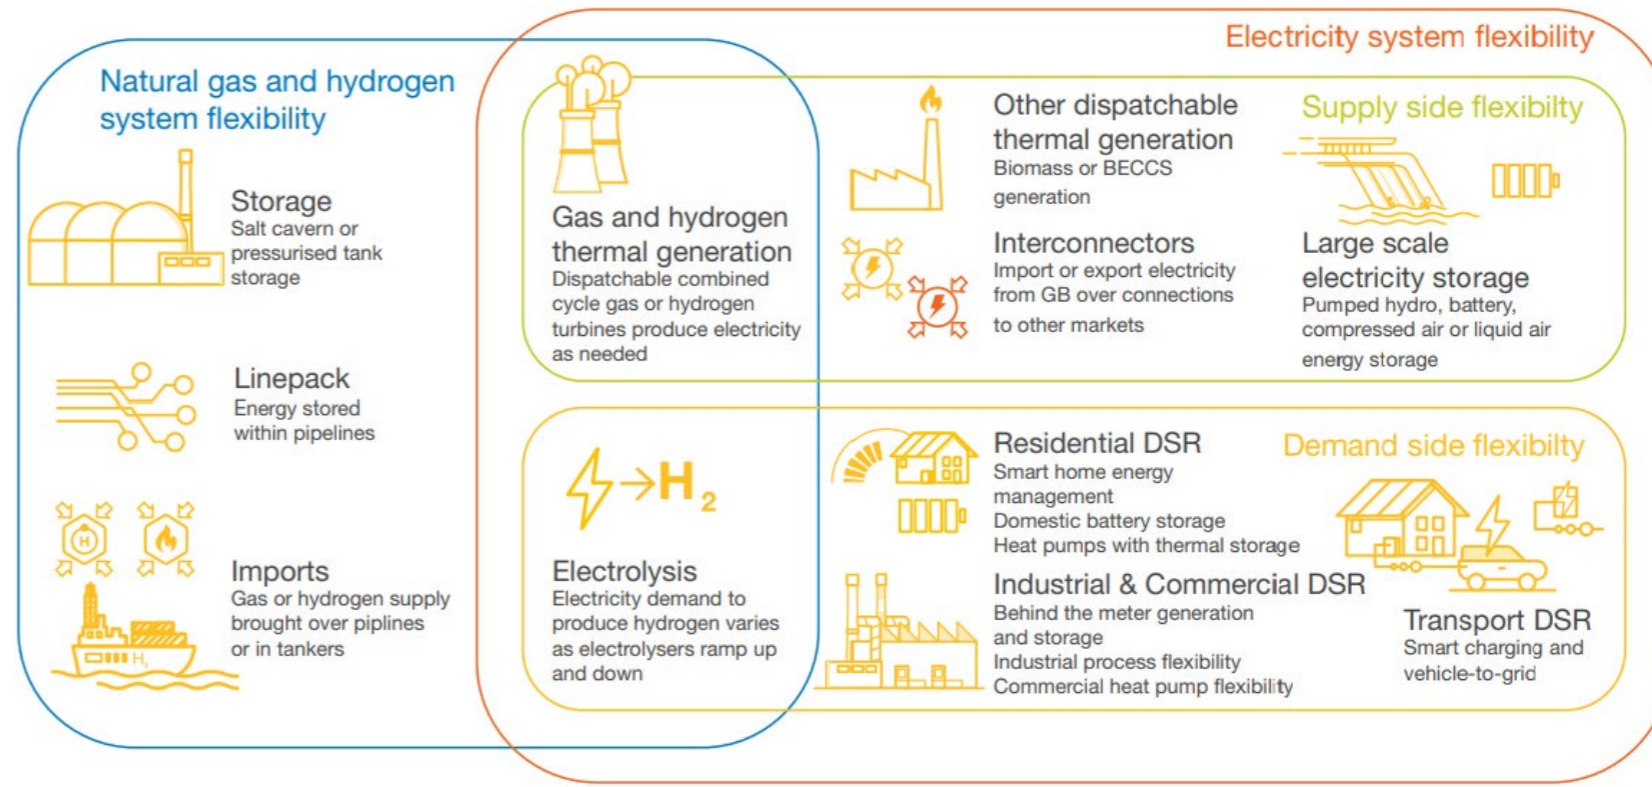 Electricity system flexibility
Natural gas and hydrogen
system flexibility
Storage
Salt cavern or
pressurised tank
storage
Linepack
Energy stored
within pipelines
H
Imports
Gas or hydrogen supply
brought over piplines
or in tankers
H₂
Gas and hydrogen
thermal generation
Dispatchable combined
cycle gas or hydrogen
turbines produce electricity
as needed
Other dispatchable
thermal generation
Biomass or BECCS
generation
Interconnectors
Import or export electricity
from GB over connections
to other markets
Supply side flexibilty
Large scale
electricity storage
Pumped hydro, battery,
compressed air or liquid air
energy storage
H₂
Electrolysis
Electricity demand to
produce hydrogen varies
as electrolysers ramp up
and down
Residential DSR
Smart home energy
management
Domestic battery storage
Heat pumps with thermal storage
Industrial & Commercial DSR
Behind the meter generation
and storage
Industrial process flexibility
Commercial heat pump flexibility
Demand side flexibilty
Transport DSR
Smart charging and
vehicle-to-grid